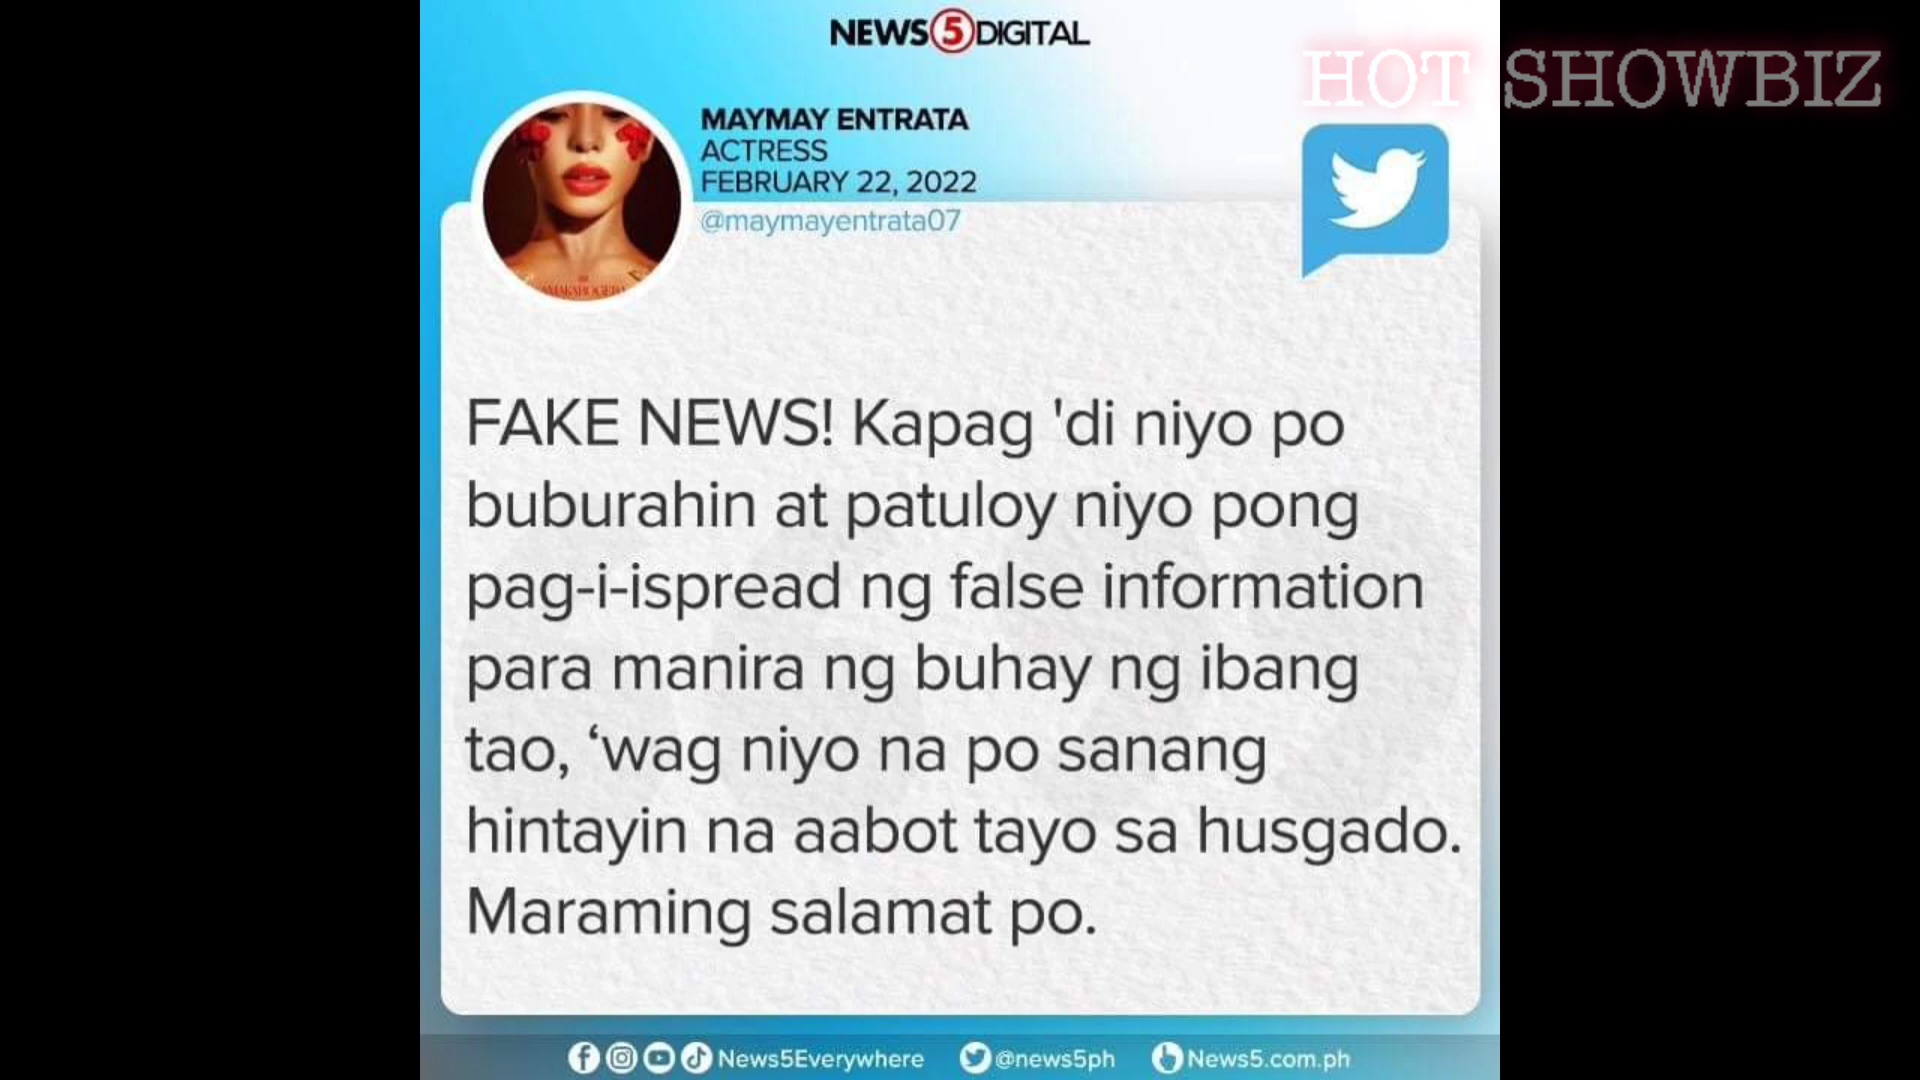 NEWS5DIGITAL
HOT SHOWBIZ
MAYMAY ENTRATA
ACTRESS
FEBRUARY 22, 2022
@maymayentrata07
FAKE NEWS! Kapag 'di niyo po
buburahin at patuloy niyo pong
pag-i-ispread ng false information
para manira ng buhay ng ibang
tao, ‘wag niyo na po sanang
hintayin na aabot tayo sa husgado.
Maraming salamat po.
News5Everywhere @news5ph News5.com.ph